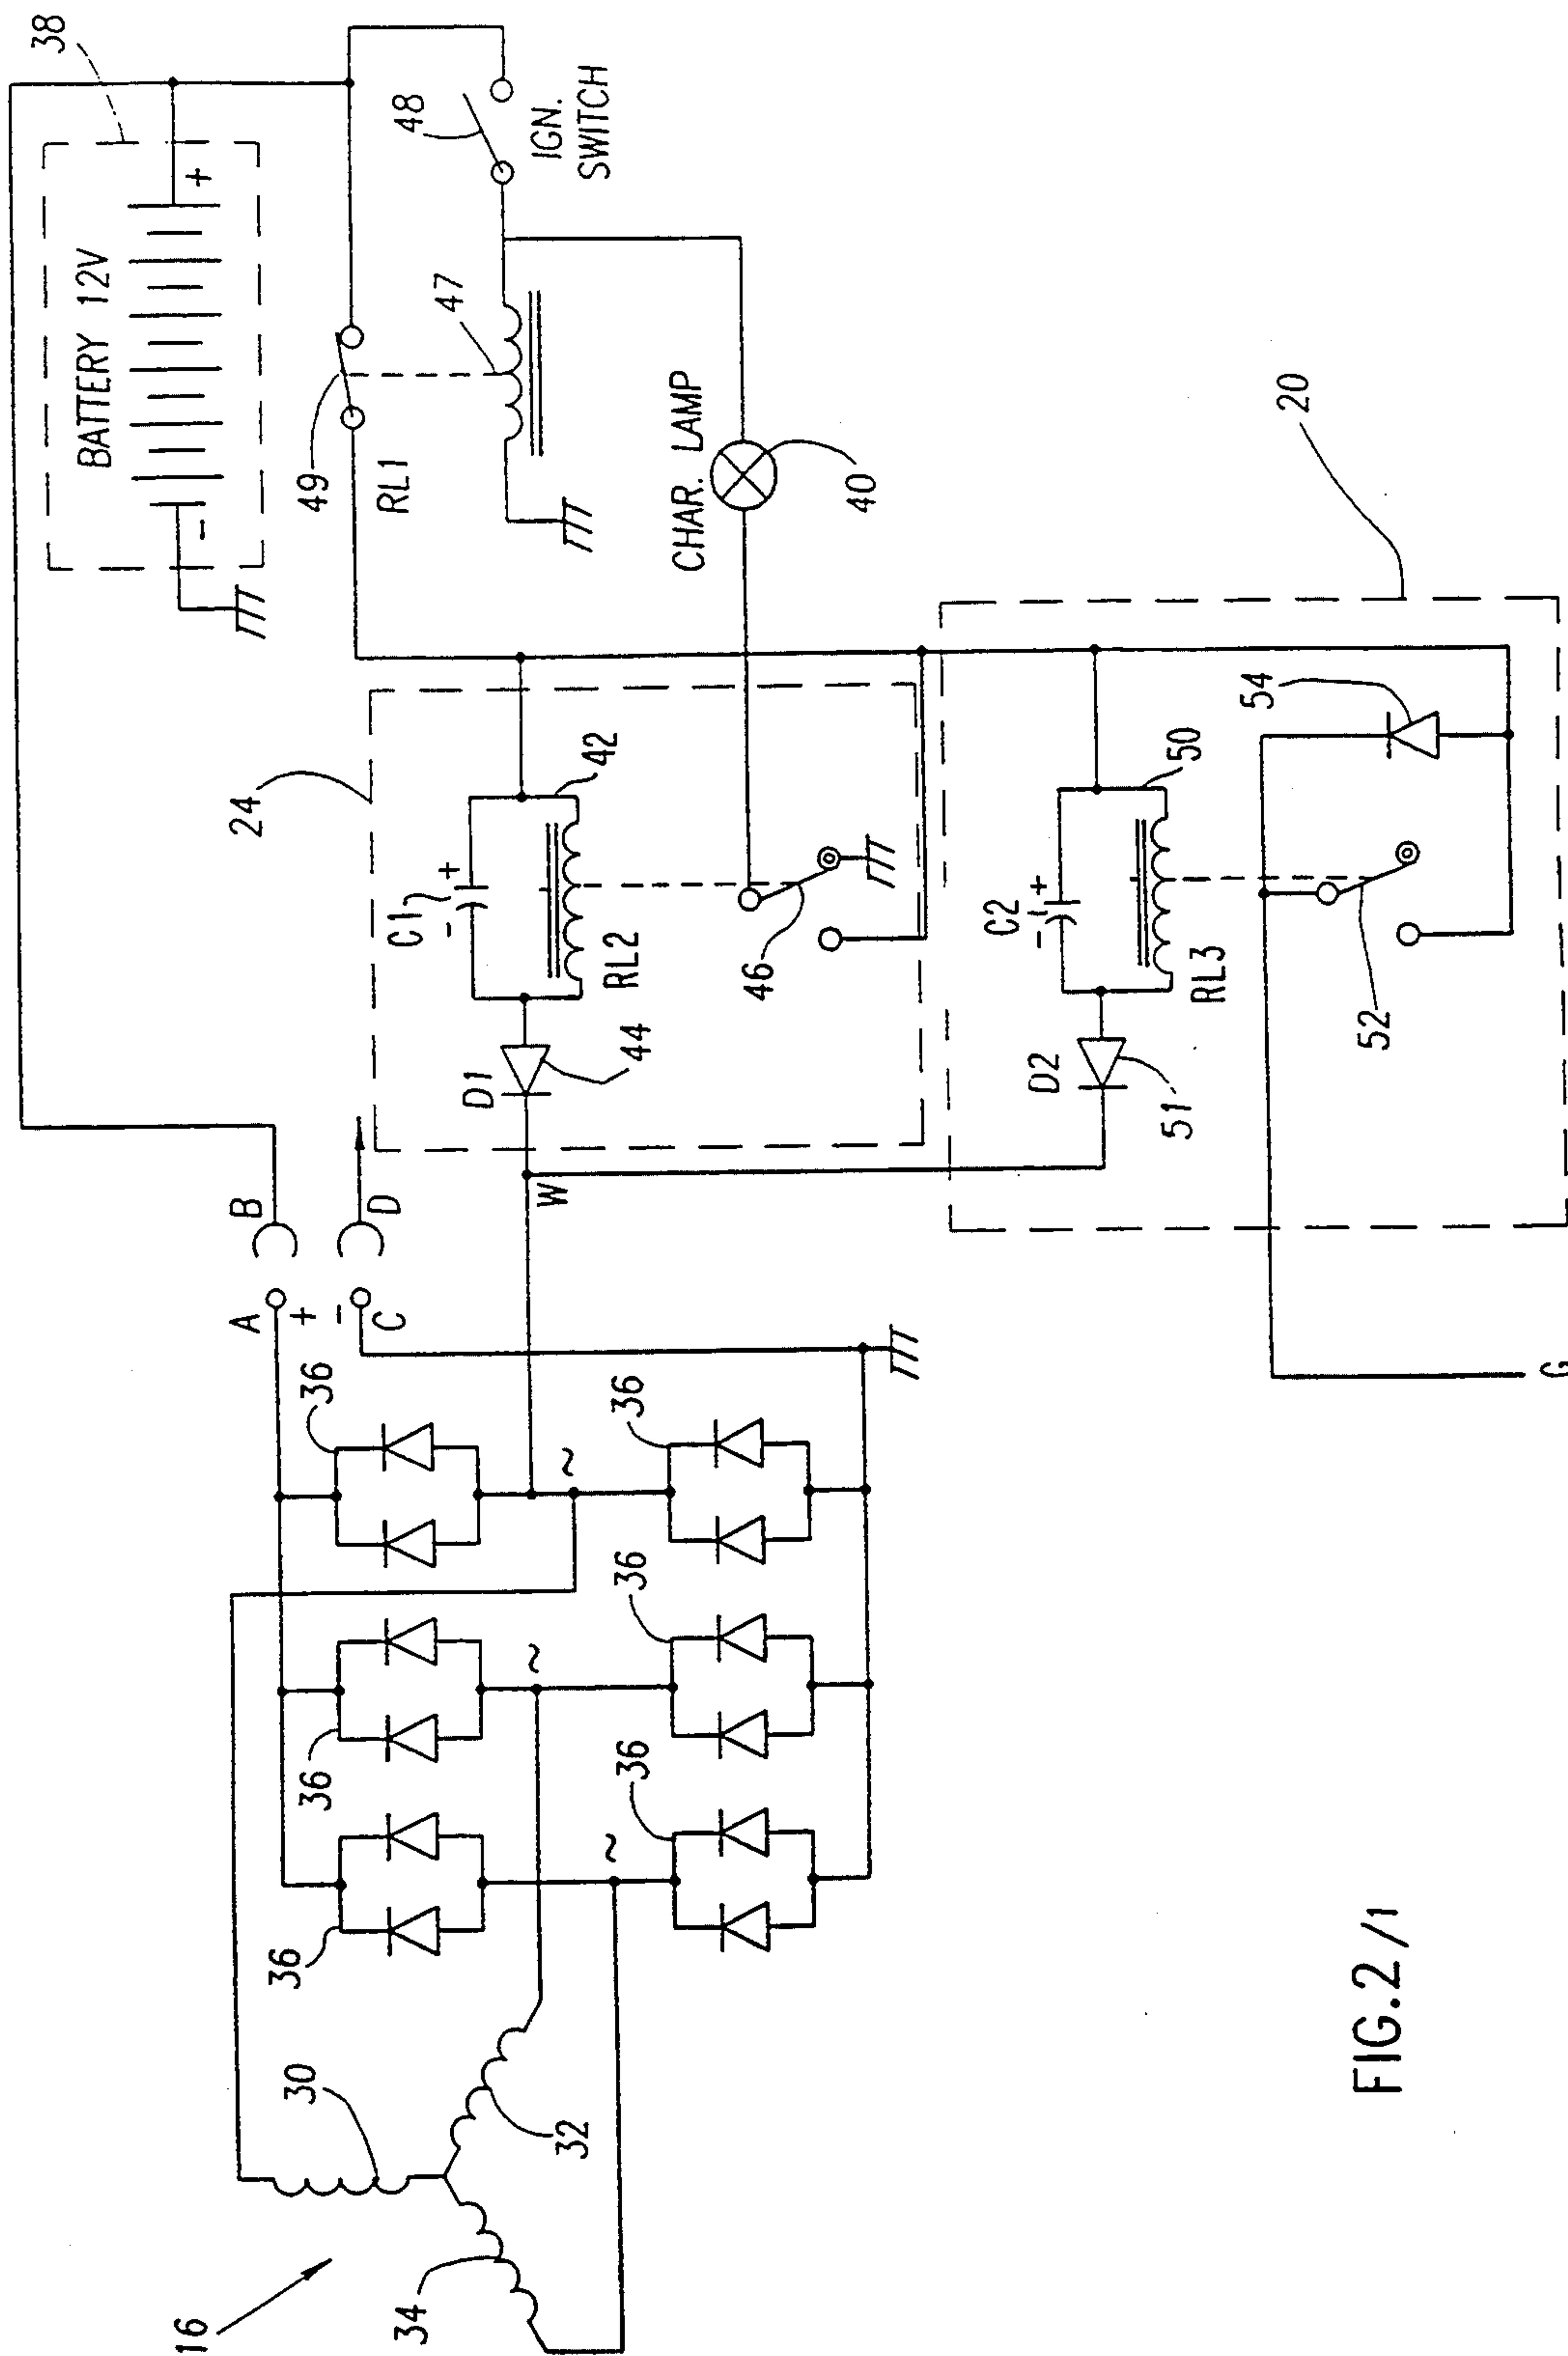 38
BATTERY 12V
+
-
48
IGN.
SWITCH
47
49
RL1
CHAR. LAMP
40
20
24
42
C1
+
-
RL2
46
D1
44
50
54
C2
+
-
RL3
52
D2
51
B
D
W
A
+
-
C
G
36
36
~
36
36
~
36
36
~
30
32
34
16
FIG.2/1